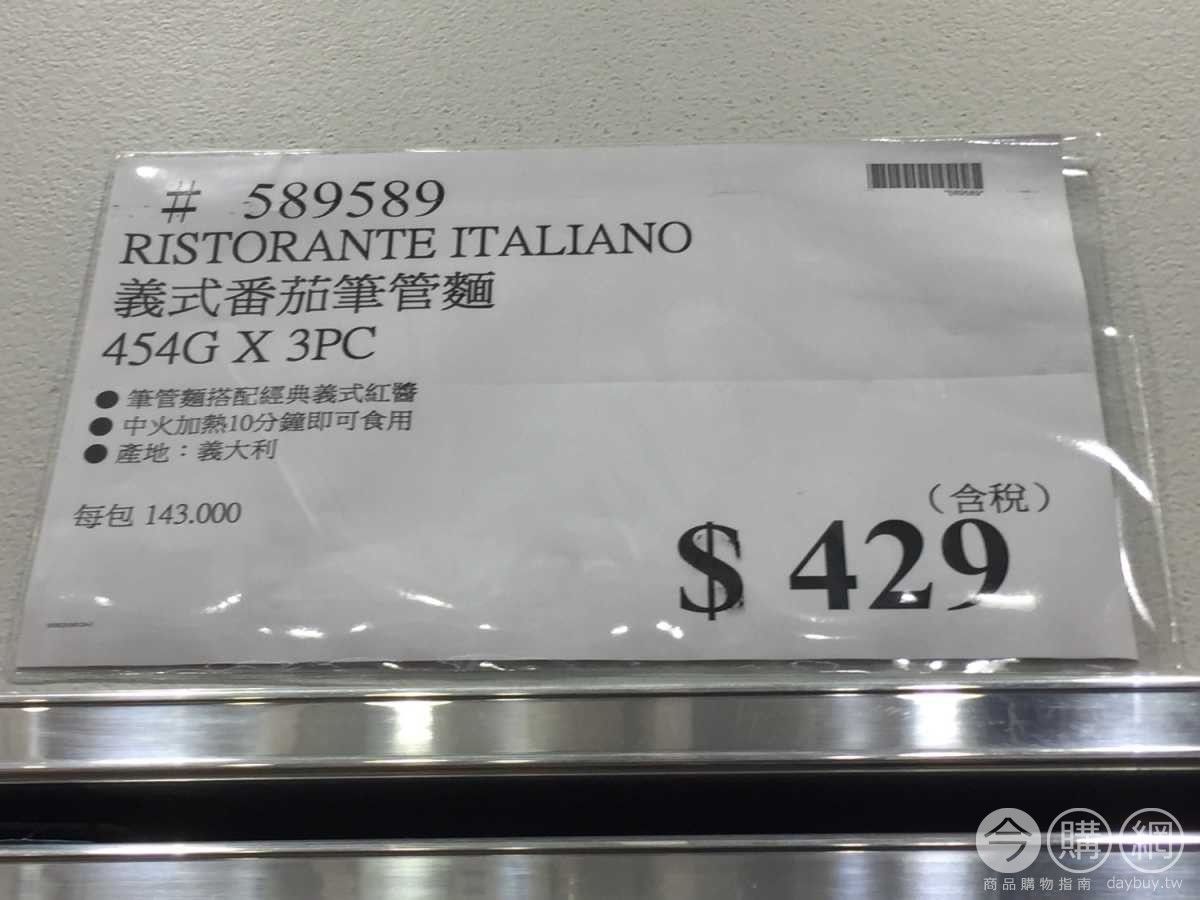 # 589589
*589589*
RISTORANTE ITALIANO
義式番茄筆管麵
454G X 3PC
● 筆管麵搭配經典義式紅醬
● 中火加熱10分鐘即可食用
● 產地：義大利
每包 143.000
（含稅）
$ 429
今購網
商品購物指南 daybuy.tw